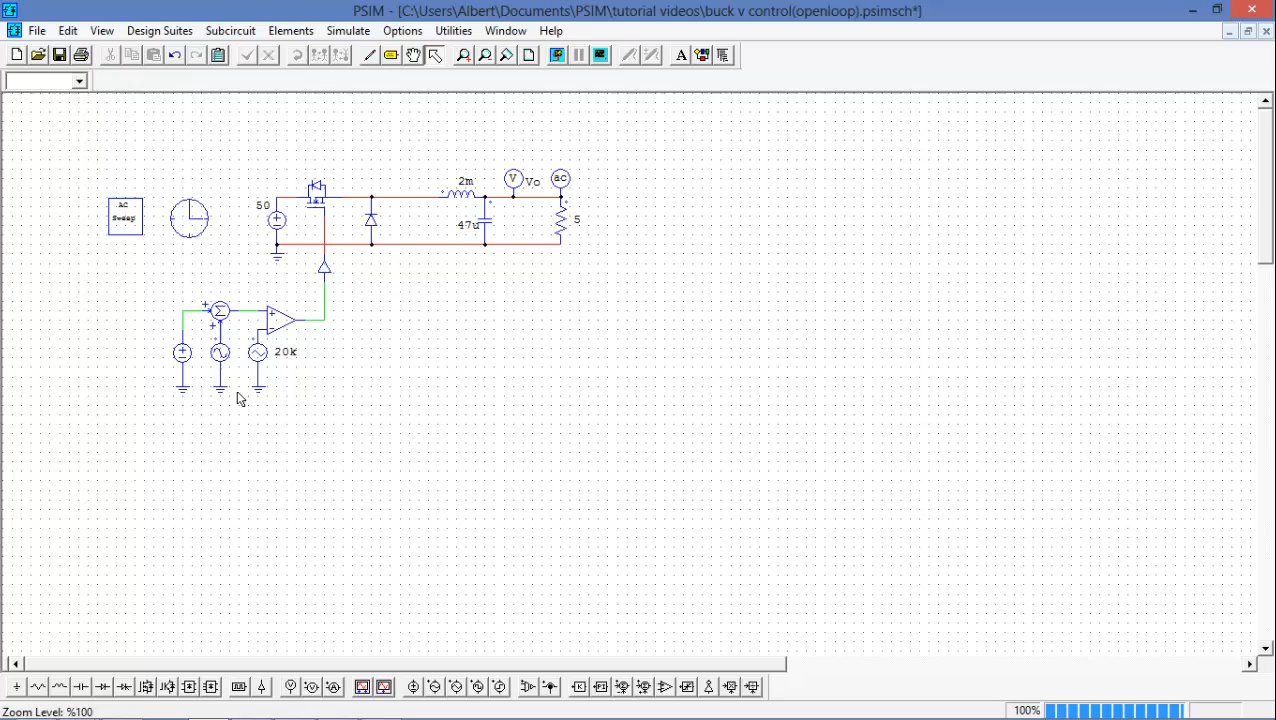 PSIM - [C:\Users\Albert\Documents\PSIM\tutorial videos\buck v control(openloop).psimsch*]
File Edit View Design Suites Subcircuit Elements Simulate Options Utilities Window Help
A
2m
V Vo ac
AC
Sweep
50
47u
5
20k
K
100%
Zoom Level: %100